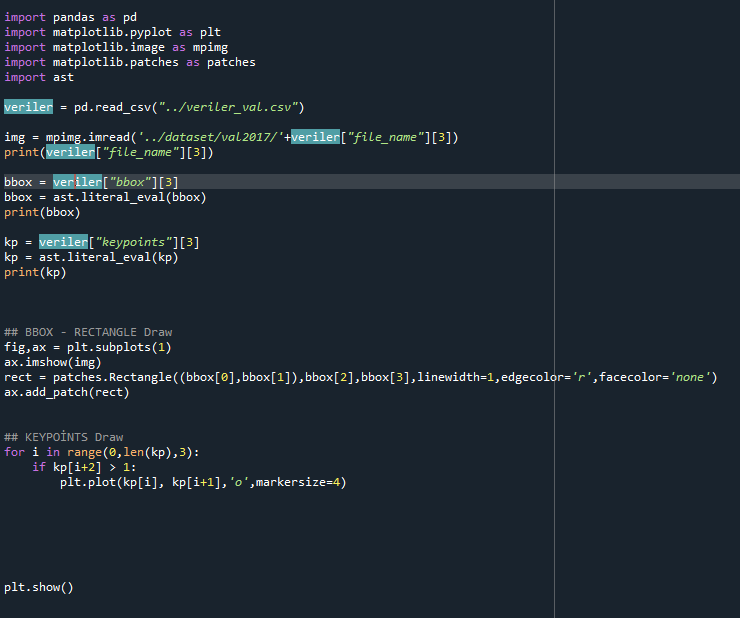 import pandas as pd
import matplotlib.pyplot as plt
import matplotlib.image as mpimg
import matplotlib.patches as patches
import ast
veriler = pd.read_csv("../veriler_val.csv")
img = mpimg.imread('../dataset/val2017/'+veriler["file_name"][3])
print(veriler["file_name"][3])
bbox = veriler["bbox"][3]
bbox = ast.literal_eval(bbox)
print(bbox)
kp = veriler["keypoints"][3]
kp = ast.literal_eval(kp)
print(kp)
## BBOX - RECTANGLE Draw
fig,ax = plt.subplots(1)
ax.imshow(img)
rect = patches.Rectangle((bbox[0],bbox[1]),bbox[2],bbox[3],linewidth=1,edgecolor='r',facecolor='none')
ax.add_patch(rect)
## KEYPOİNTS Draw
for i in range(0,len(kp),3):
    if kp[i+2] > 1:
        plt.plot(kp[i], kp[i+1],'o',markersize=4)
plt.show()